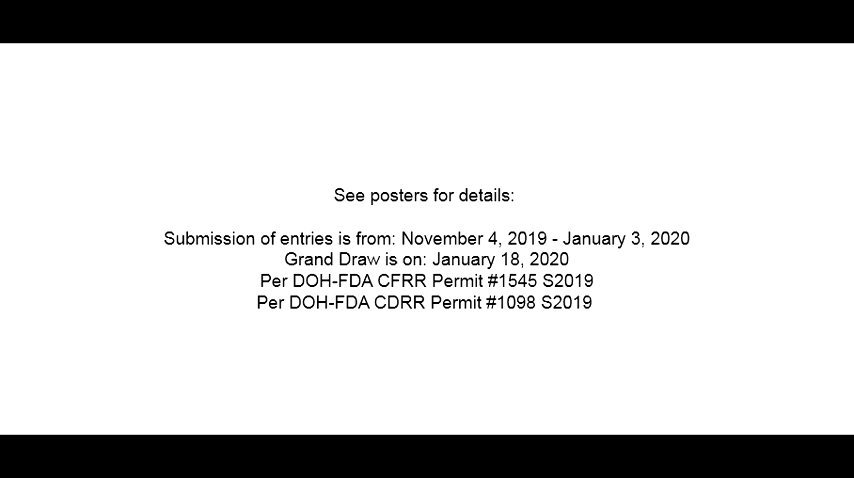 See posters for details:
Submission of entries is from: November 4, 2019 - January 3, 2020
Grand Draw is on: January 18, 2020
Per DOH-FDA CFRR Permit #1545 S2019
Per DOH-FDA CDRR Permit #1098 S2019